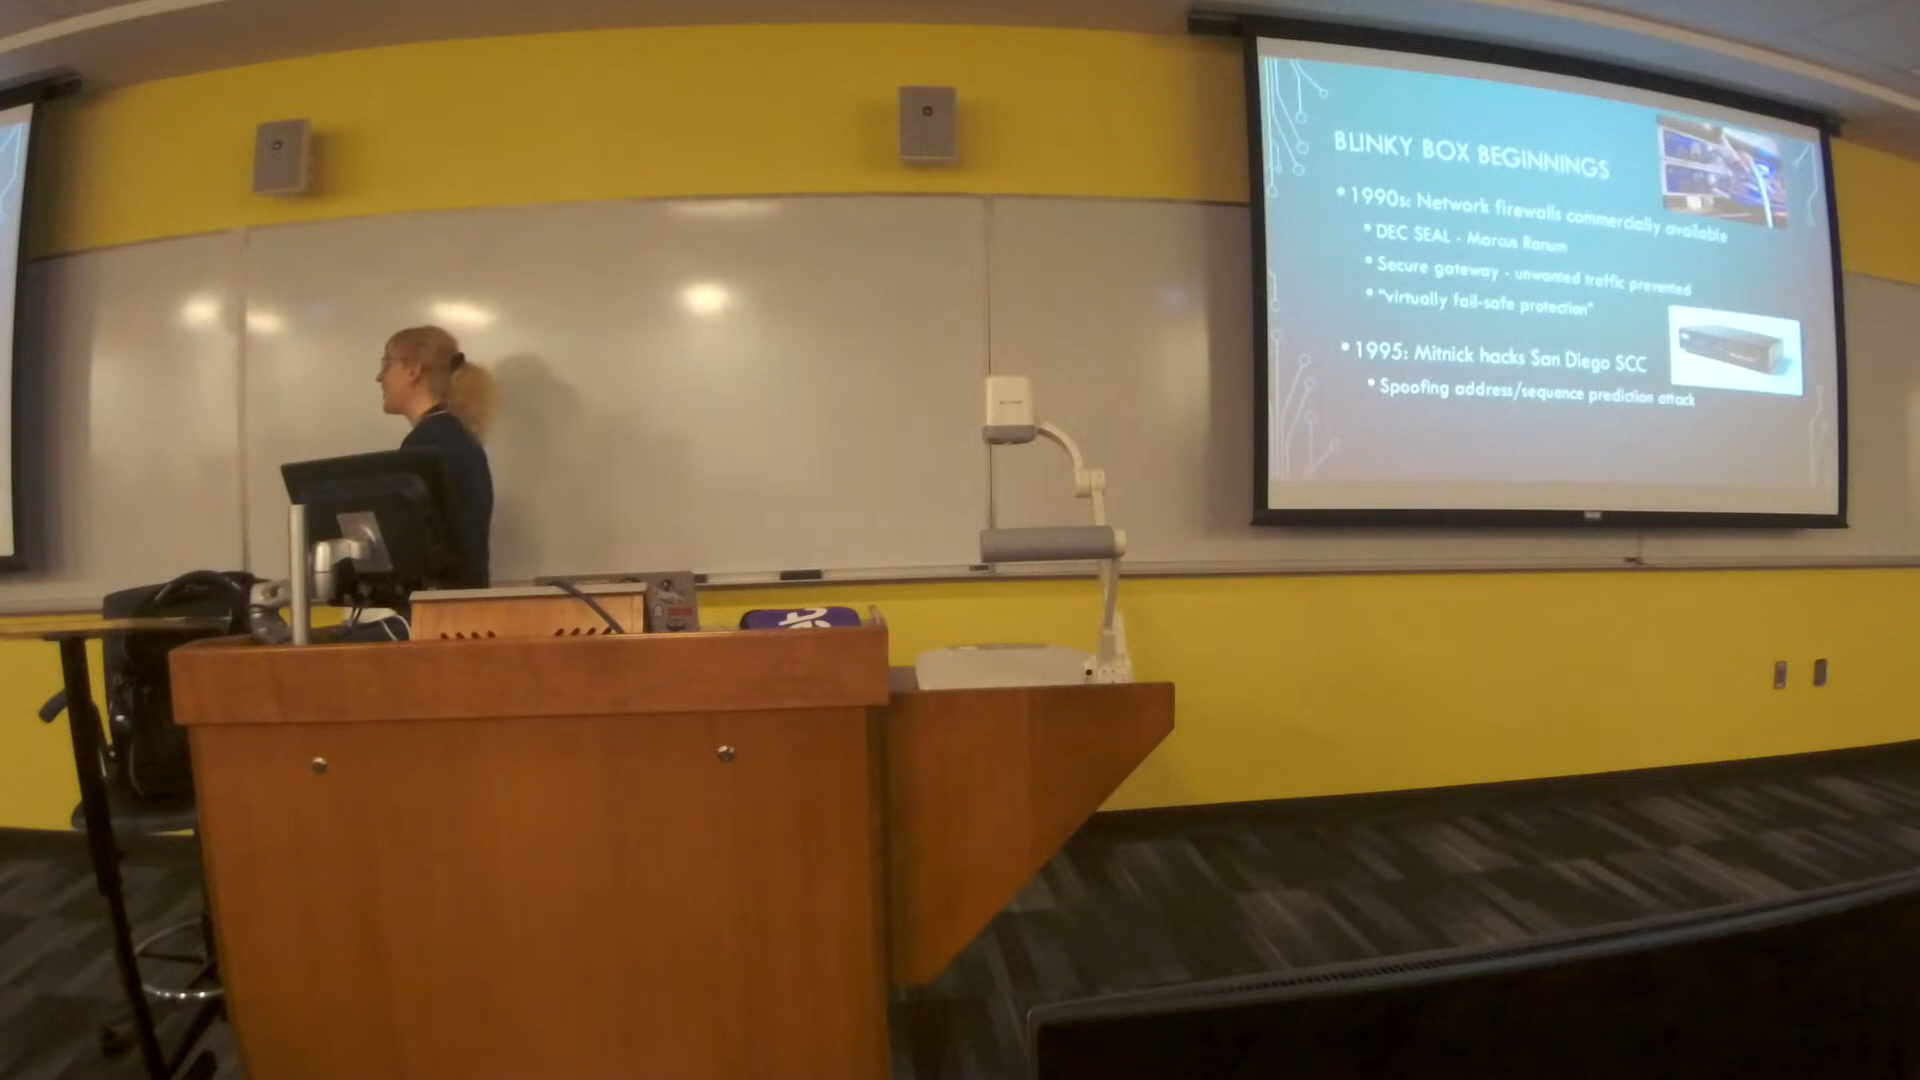 BLINKY BOX BEGINNINGS
• 1990s: Network firewalls commercially available
• DEC SEAL - Marcus Ranum
• Secure gateway - unwanted traffic prevented
• "virtually fail-safe protection"
• 1995: Mitnick hacks San Diego SCC
• Spoofing address/sequence prediction attack